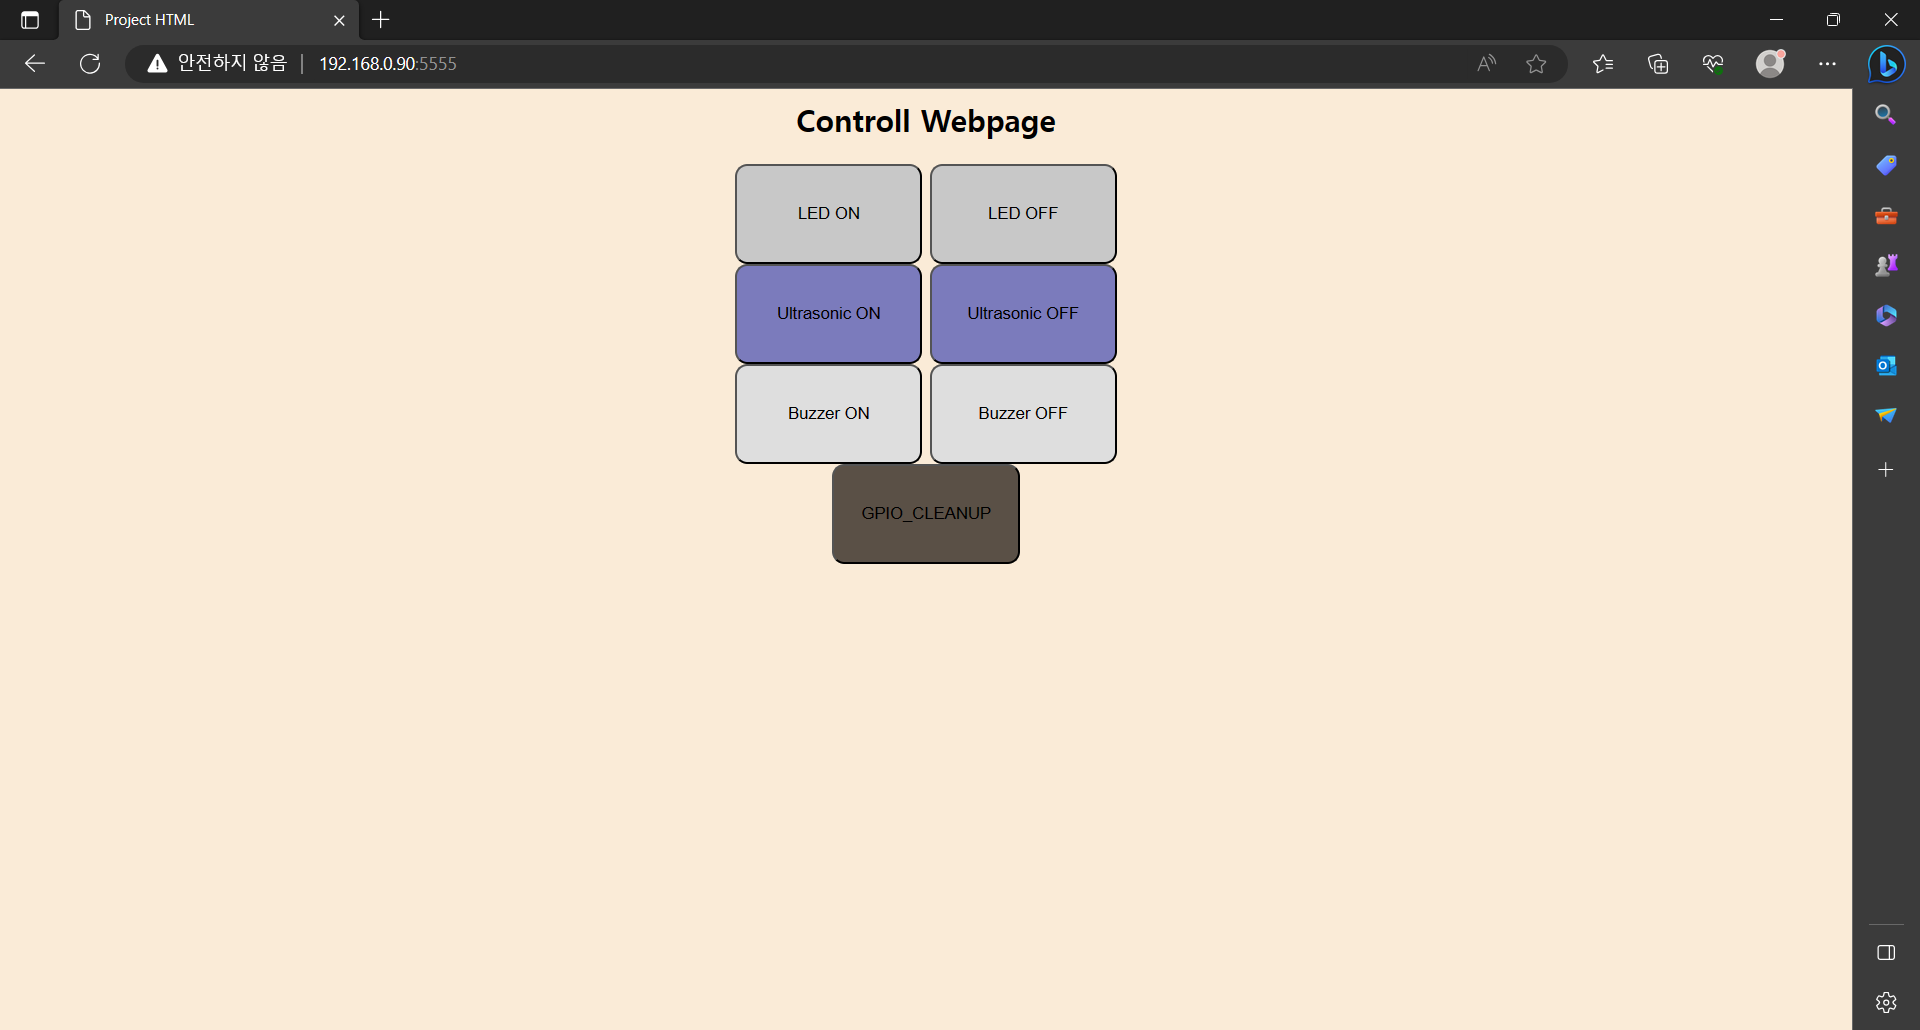 Project HTML
안전하지 않음 192.168.0.90:5555
Controll Webpage
LED ON LED OFF
Ultrasonic ON Ultrasonic OFF
Buzzer ON Buzzer OFF
GPIO_CLEANUP